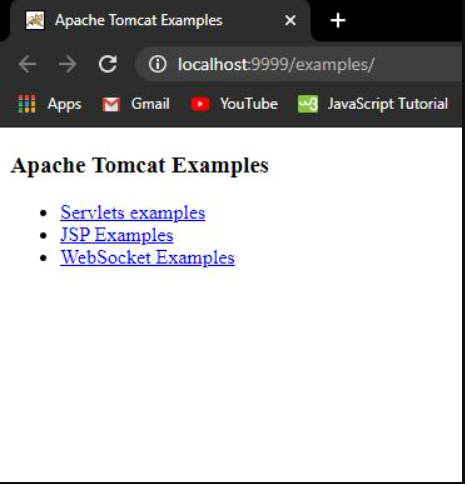 Apache Tomcat Examples
localhost:9999/examples/
Apps Gmail YouTube JavaScript Tutorial
Apache Tomcat Examples
Servlets examples
JSP Examples
WebSocket Examples